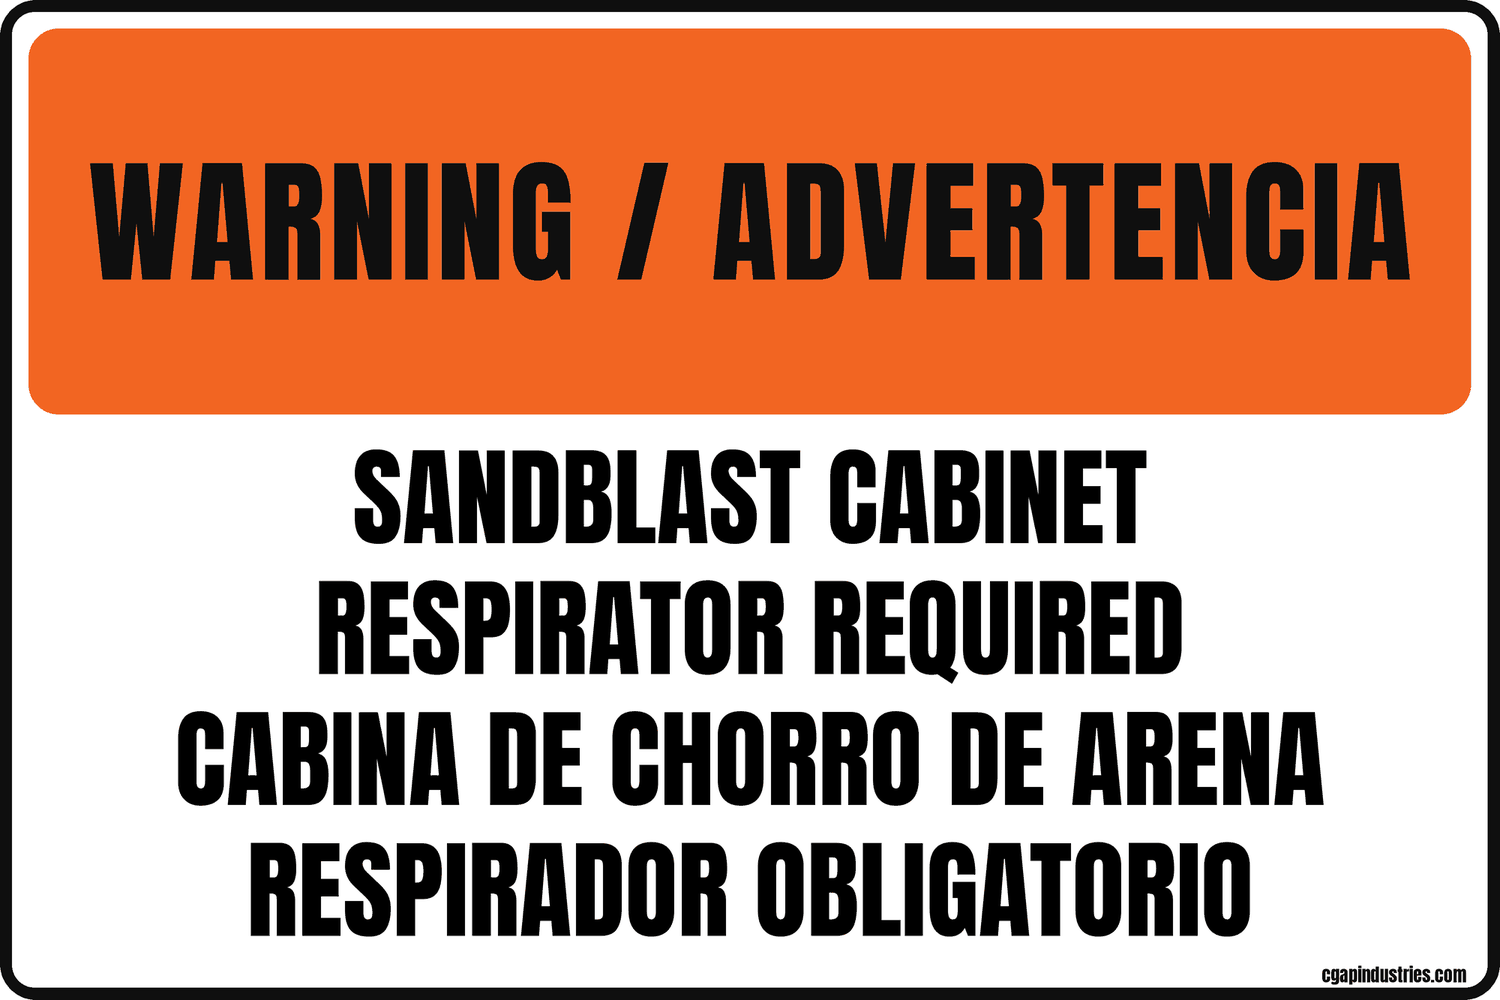 WARNING / ADVERTENCIA
SANDBLAST CABINET
RESPIRATOR REQUIRED
CABINA DE CHORRO DE ARENA
RESPIRADOR OBLIGATORIO
cgapindustries.com